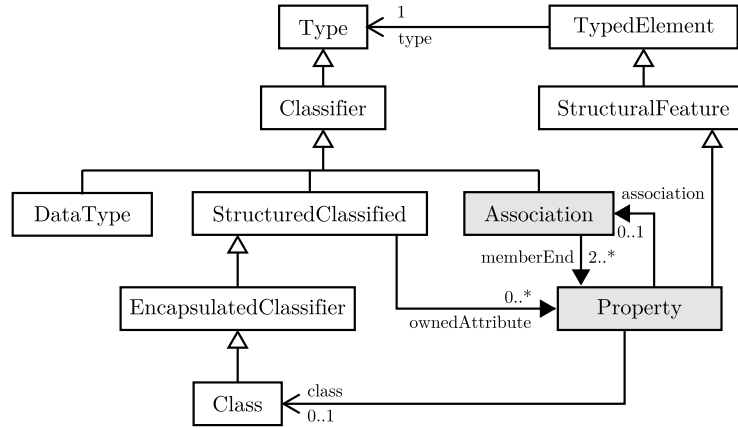 Type
1
type
TypedElement
Classifier
StructuralFeature
DataType
StructuredClassified
Association
association
0..1
memberEnd
2..*
EncapsulatedClassifier
0..*
ownedAttribute
Property
Class
class
0..1